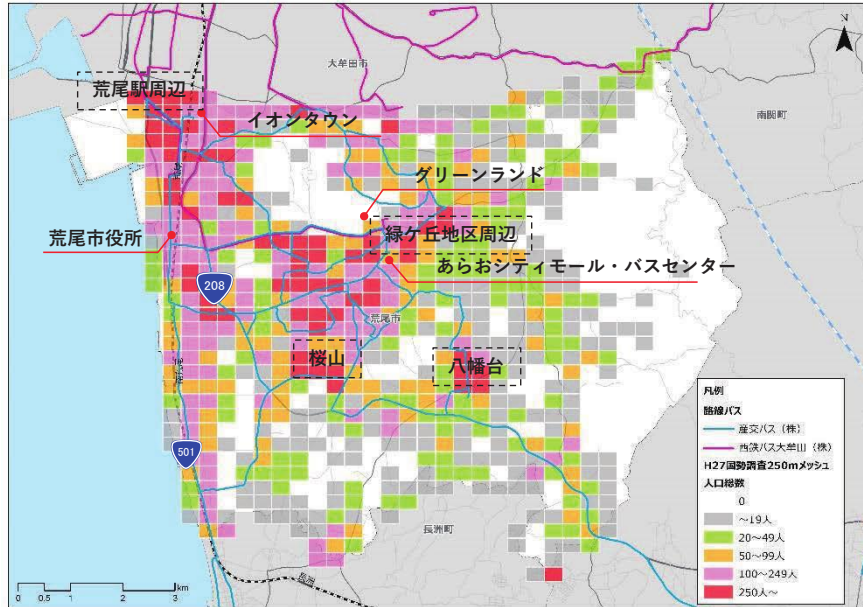 N
大牟田市
南関町
荒尾駅周辺
イオンタウン
グリーンランド
荒尾市役所
緑ケ丘地区周辺
あらおシティモール・バスセンター
208
荒尾市
桜山
八幡台
501
長洲町
凡例
路線バス
産交バス（株）
西鉄バス大牟田（株）
H27国勢調査250mメッシュ
人口総数
0
～19人
20～49人
50～99人
100～249人
250人～
0 0.5 1 2 3
km